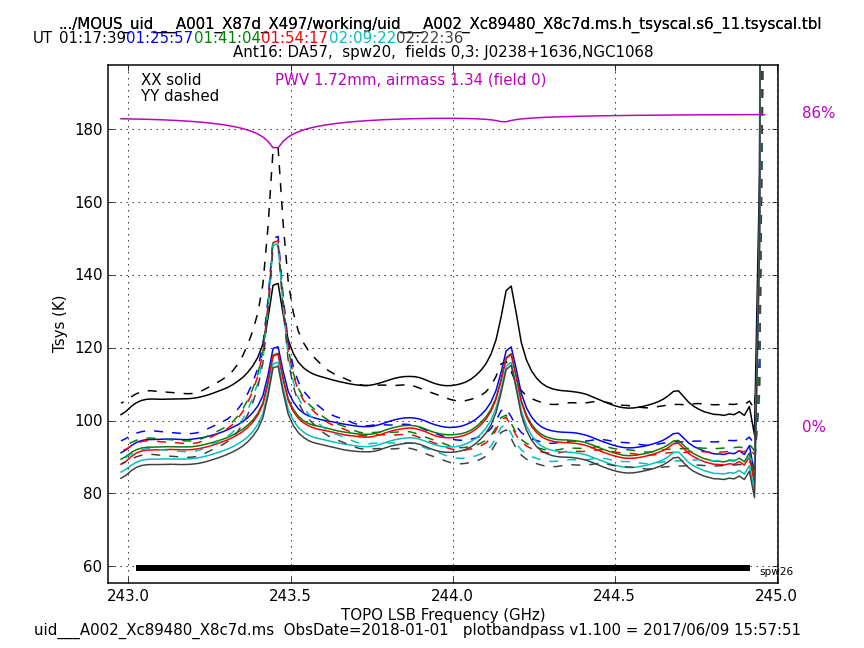 .../MOUS_uid___A001_X87d_X497/working/uid___A002_Xc89480_X8c7d.ms.h_tsyscal.s6_11.tsyscal.tbl
UT 01:17:39 01:25:57 01:41:04 01:54:17 02:09:22 02:22:36
Ant16: DA57,  spw20,  fields 0,3: J0238+1636,NGC1068
XX solid
PWV 1.72mm, airmass 1.34 (field 0)
YY dashed
86%
180
160
140
120
100
80
60
Tsys (K)
0%
spw26
243.0 243.5 244.0 244.5 245.0
TOPO LSB Frequency (GHz)
uid___A002_Xc89480_X8c7d.ms  ObsDate=2018-01-01   plotbandpass v1.100 = 2017/06/09 15:57:51